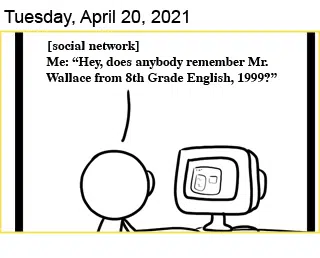 Tuesday, April 20, 2021
[social network]
Me: “Hey, does anybody remember Mr.
Wallace from 8th Grade English, 1999?”